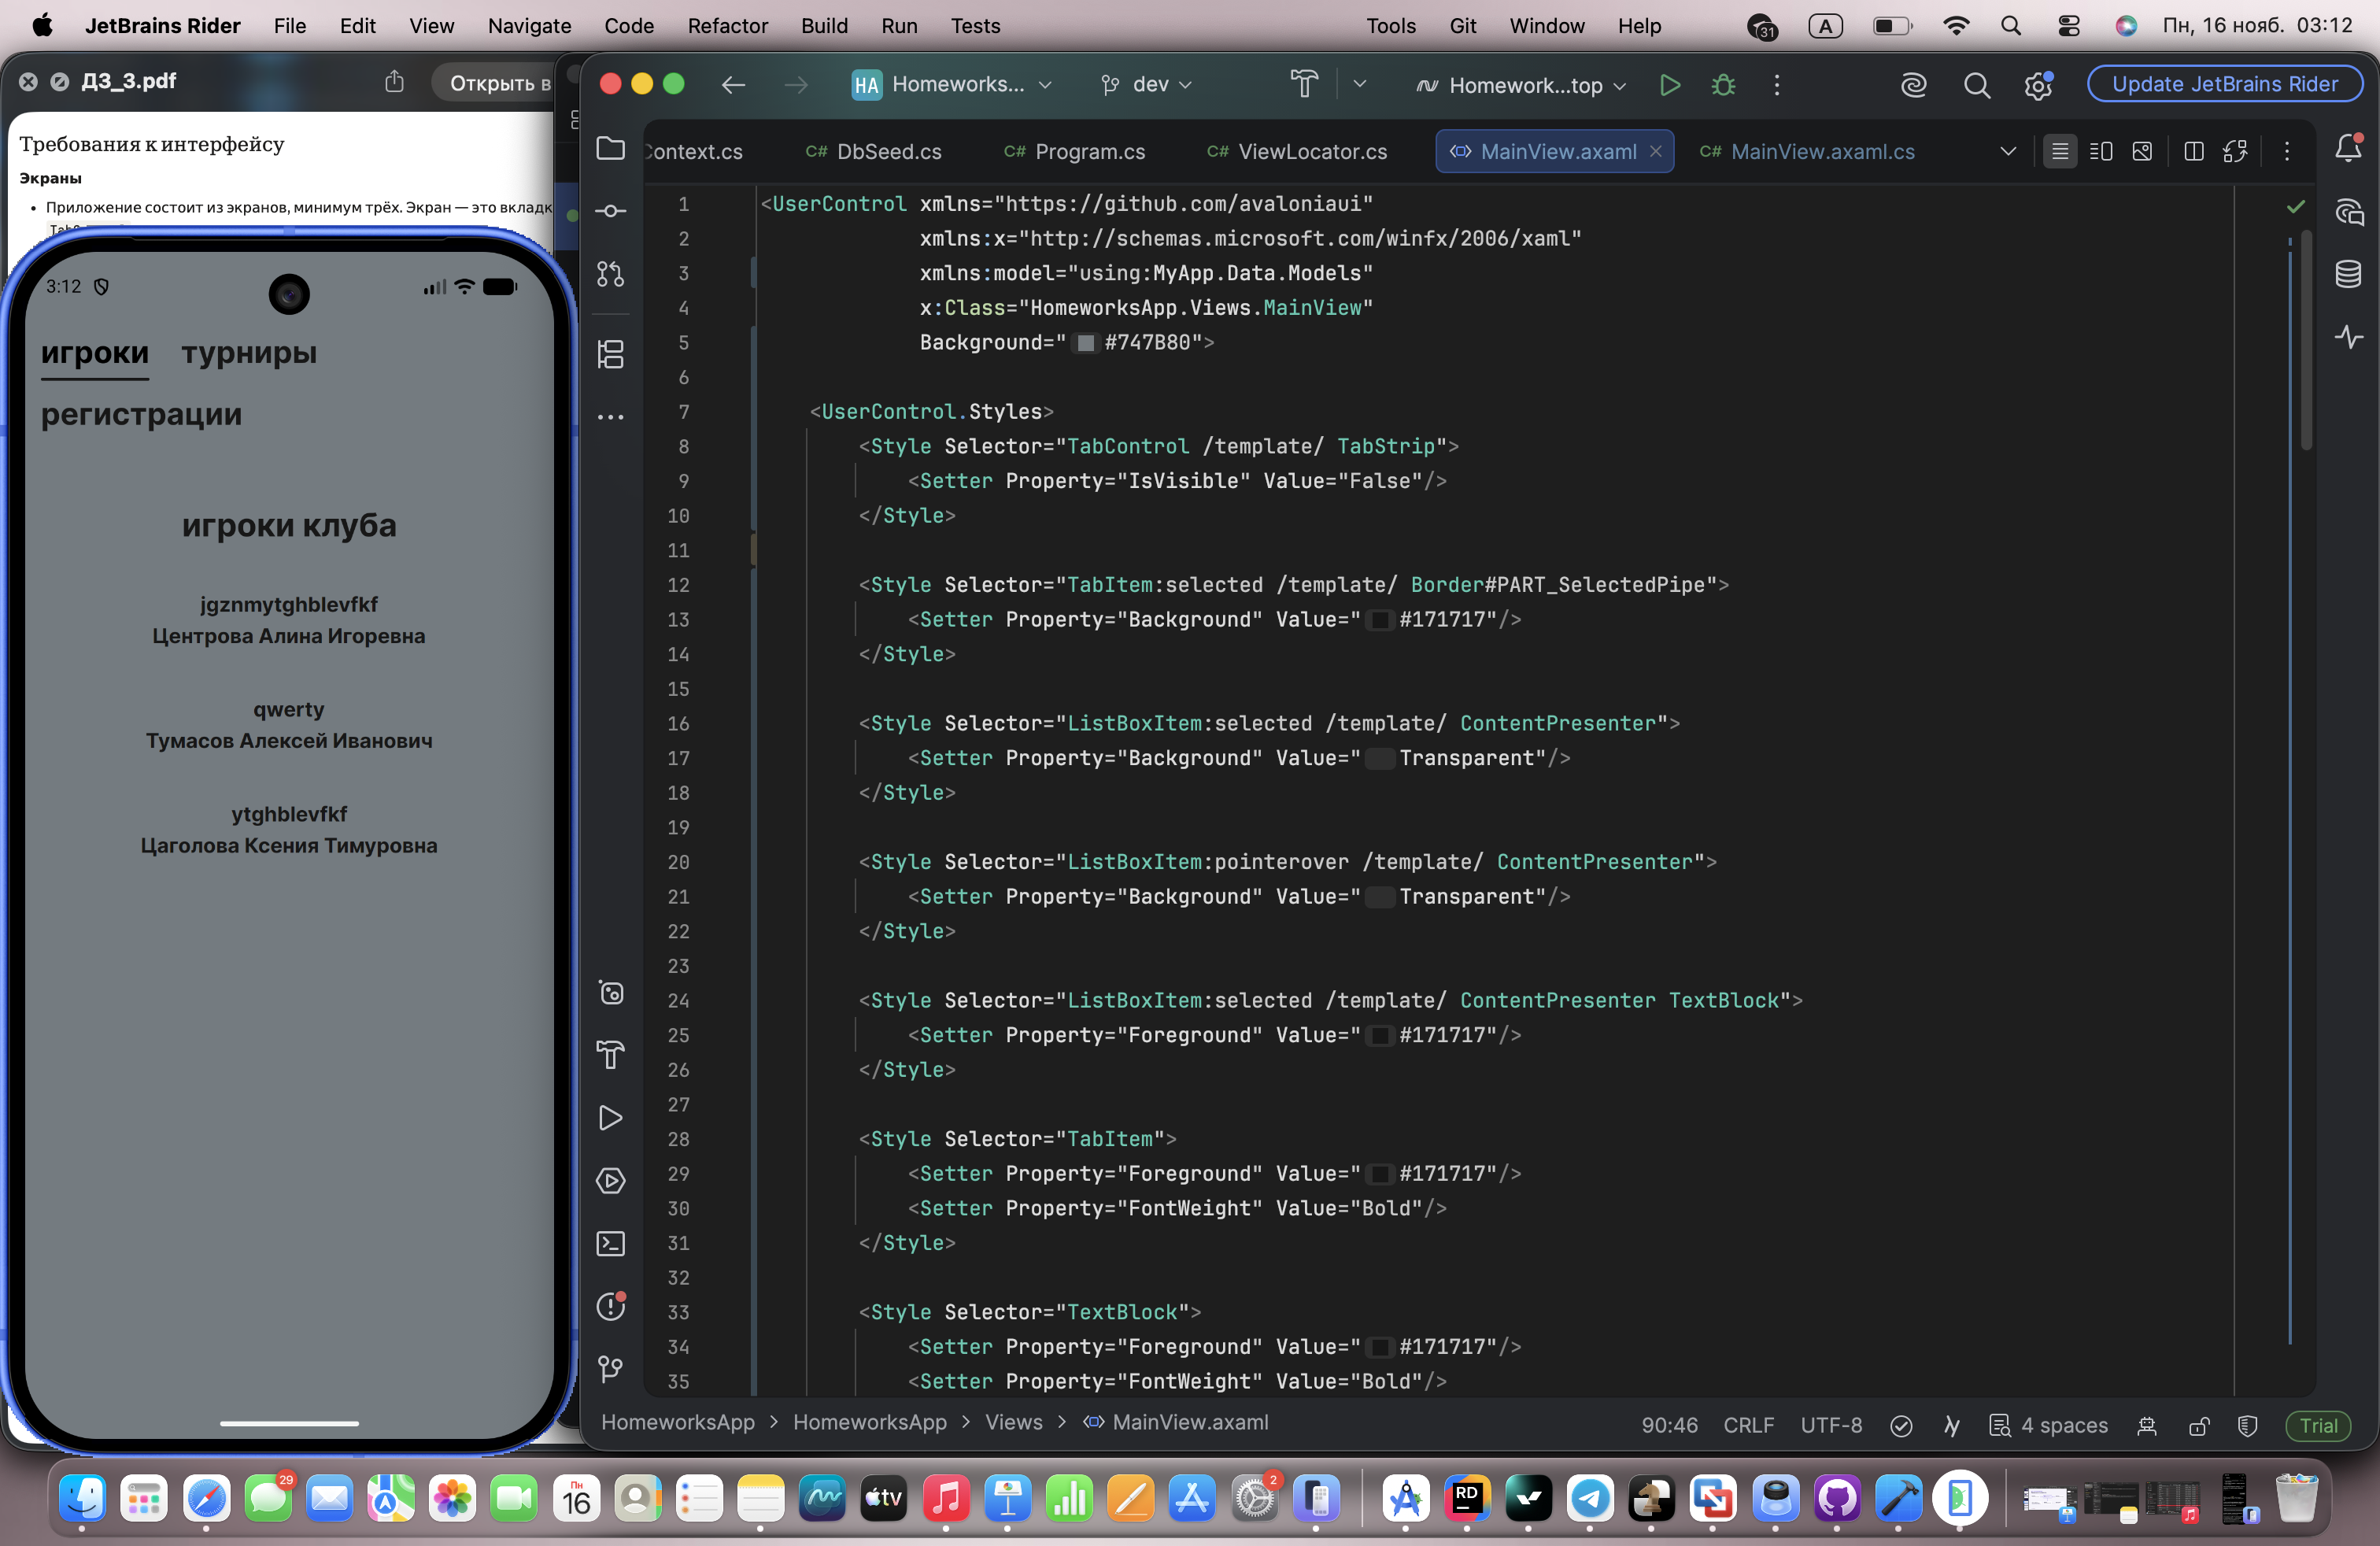 JetBrains Rider File Edit View Navigate Code Refactor Build Run Tests Tools Git Window Help 31 A Пн, 16 нояб. 03:12
ДЗ_3.pdf
Открыть в
Требования к интерфейсу
Экраны
• Приложение состоит из экранов, минимум трёх. Экран — это вкладк
3:12
игроки турниры
регистрации
игроки клуба
jgznmytghblevfkf
Центрова Алина Игоревна
qwerty
Тумасов Алексей Иванович
ytghblevfkf
Цаголова Ксения Тимуровна
HA Homeworks... dev Homework...top Update JetBrains Rider
Context.cs C# DbSeed.cs C# Program.cs C# ViewLocator.cs MainView.axaml C# MainView.axaml.cs
1 <UserControl xmlns="https://github.com/avaloniaui"
2 xmlns:x="http://schemas.microsoft.com/winfx/2006/xaml"
3 xmlns:model="using:MyApp.Data.Models"
4 x:Class="HomeworksApp.Views.MainView"
5 Background="#747B80">
6
7 <UserControl.Styles>
8 <Style Selector="TabControl /template/ TabStrip">
9 <Setter Property="IsVisible" Value="False"/>
10 </Style>
11
12 <Style Selector="TabItem:selected /template/ Border#PART_SelectedPipe">
13 <Setter Property="Background" Value="#171717"/>
14 </Style>
15
16 <Style Selector="ListBoxItem:selected /template/ ContentPresenter">
17 <Setter Property="Background" Value="Transparent"/>
18 </Style>
19
20 <Style Selector="ListBoxItem:pointerover /template/ ContentPresenter">
21 <Setter Property="Background" Value="Transparent"/>
22 </Style>
23
24 <Style Selector="ListBoxItem:selected /template/ ContentPresenter TextBlock">
25 <Setter Property="Foreground" Value="#171717"/>
26 </Style>
27
28 <Style Selector="TabItem">
29 <Setter Property="Foreground" Value="#171717"/>
30 <Setter Property="FontWeight" Value="Bold"/>
31 </Style>
32
33 <Style Selector="TextBlock">
34 <Setter Property="Foreground" Value="#171717"/>
35 <Setter Property="FontWeight" Value="Bold"/>
HomeworksApp > HomeworksApp > Views > MainView.axaml
90:46 CRLF UTF-8 4 spaces Trial
29 Пн 16 tv 2 RD